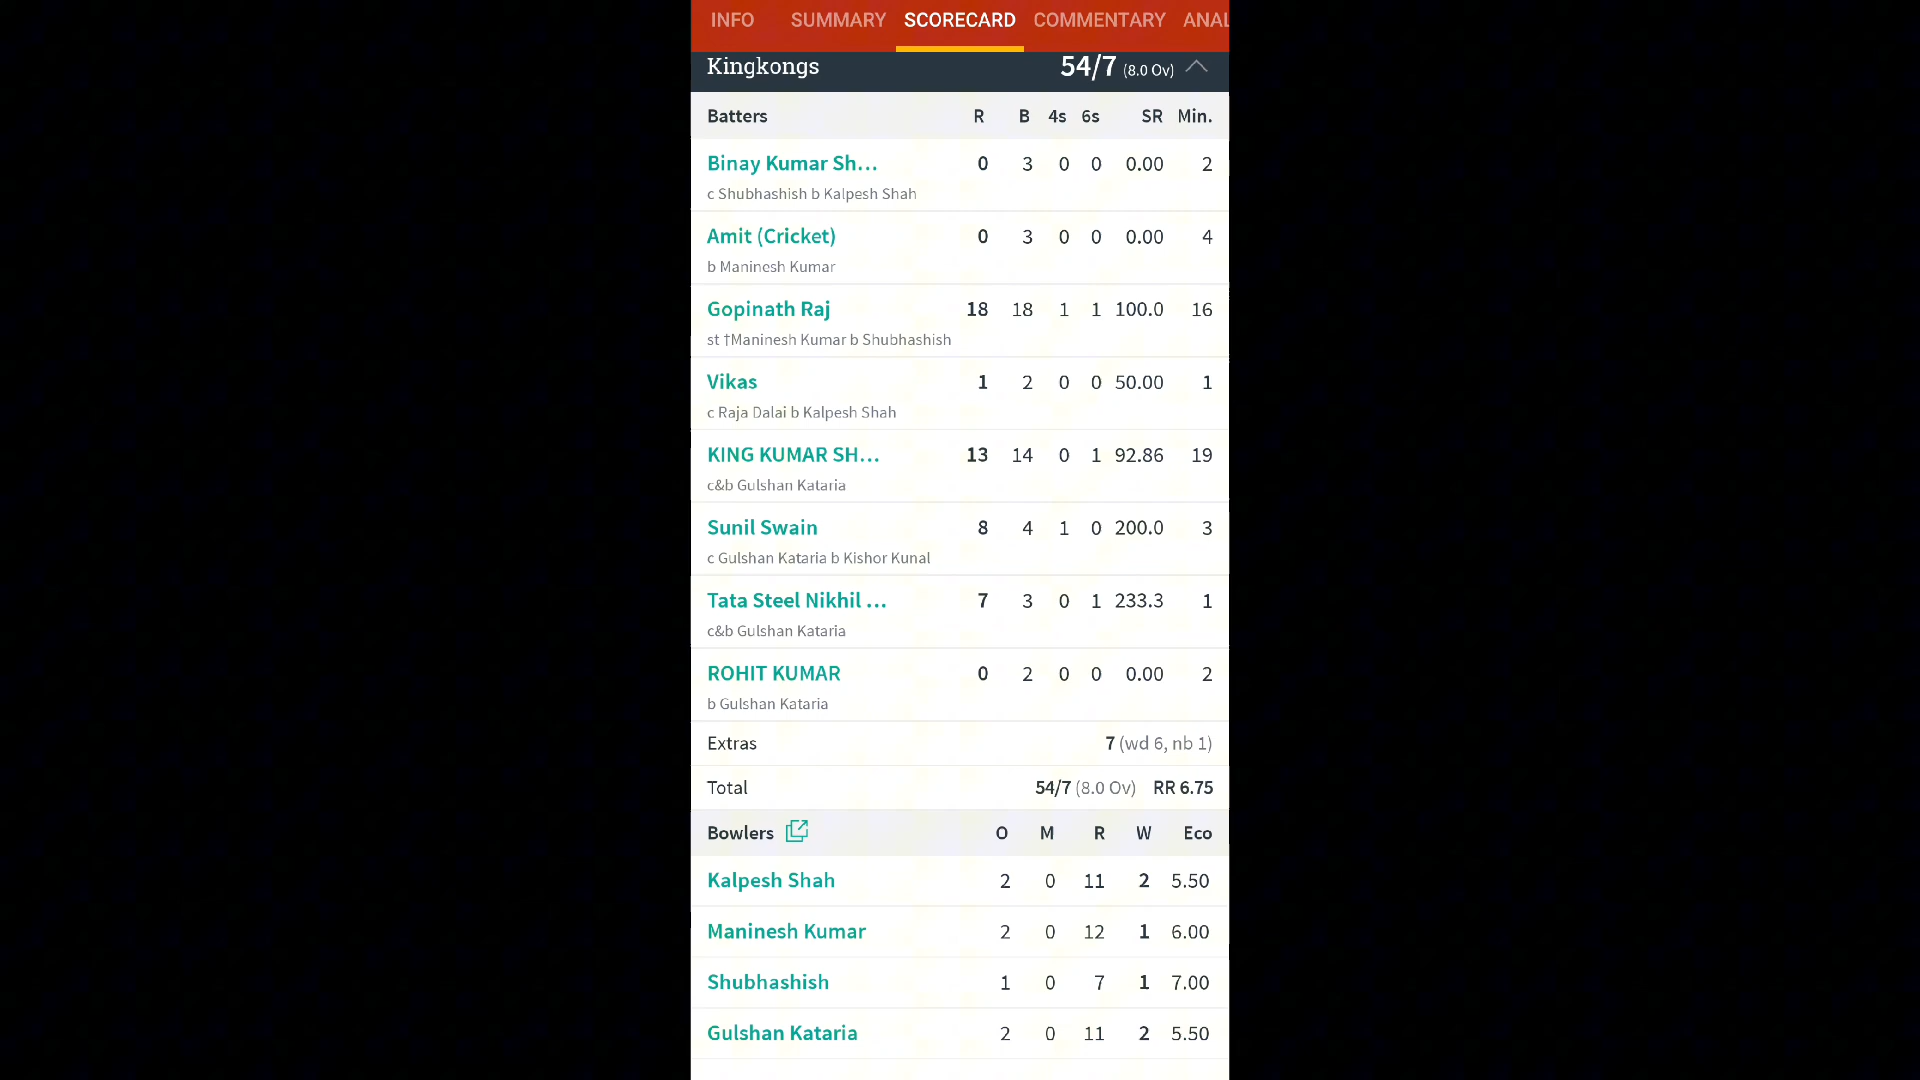 INFO SUMMARY SCORECARD COMMENTARY ANAL
Kingkongs 54/7 (8.0 Ov)
Batters R B 4s 6s SR Min.
Binay Kumar Sh... 0 3 0 0 0.00 2
c Shubhashish b Kalpesh Shah
Amit (Cricket) 0 3 0 0 0.00 4
b Maninesh Kumar
Gopinath Raj 18 18 1 1 100.0 16
st †Maninesh Kumar b Shubhashish
Vikas 1 2 0 0 50.00 1
c Raja Dalai b Kalpesh Shah
KING KUMAR SH... 13 14 0 1 92.86 19
c&b Gulshan Kataria
Sunil Swain 8 4 1 0 200.0 3
c Gulshan Kataria b Kishor Kunal
Tata Steel Nikhil ... 7 3 0 1 233.3 1
c&b Gulshan Kataria
ROHIT KUMAR 0 2 0 0 0.00 2
b Gulshan Kataria
Extras 7 (wd 6, nb 1)
Total 54/7 (8.0 Ov) RR 6.75
Bowlers O M R W Eco
Kalpesh Shah 2 0 11 2 5.50
Maninesh Kumar 2 0 12 1 6.00
Shubhashish 1 0 7 1 7.00
Gulshan Kataria 2 0 11 2 5.50